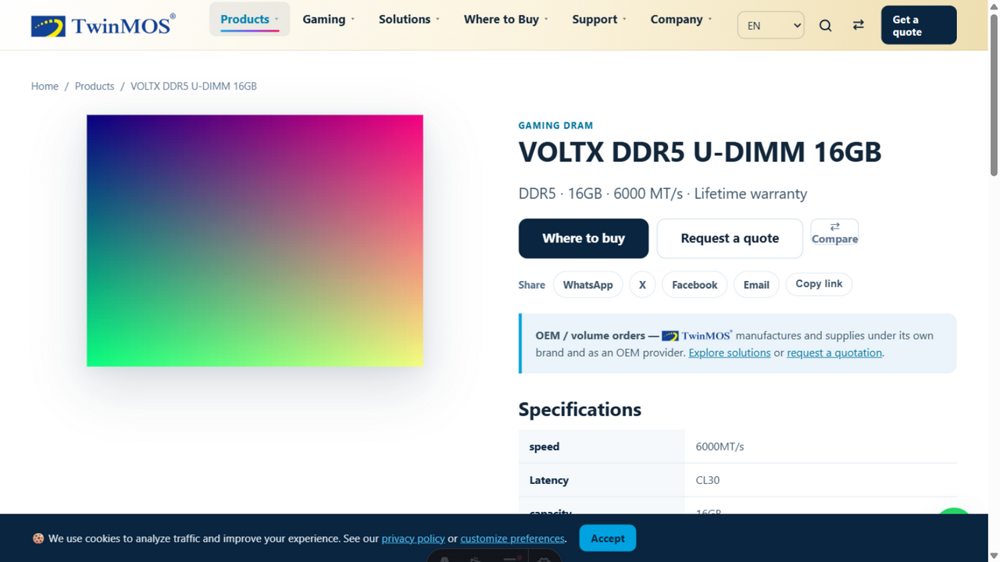 TwinMOS®
Products
Gaming
Solutions
Where to Buy
Support
Company
EN
Get a
quote
Home / Products / VOLTX DDR5 U-DIMM 16GB
GAMING DRAM
VOLTX DDR5 U-DIMM 16GB
DDR5 · 16GB · 6000 MT/s · Lifetime warranty
Where to buy
Request a quote
⇄
Compare
Share
WhatsApp
X
Facebook
Email
Copy link
OEM / volume orders — TwinMOS® manufactures and supplies under its own
brand and as an OEM provider. Explore solutions or request a quotation.
Specifications
speed 6000MT/s
Latency CL30
capacity 16GB
🍪 We use cookies to analyze traffic and improve your experience. See our privacy policy or customize preferences.
Accept